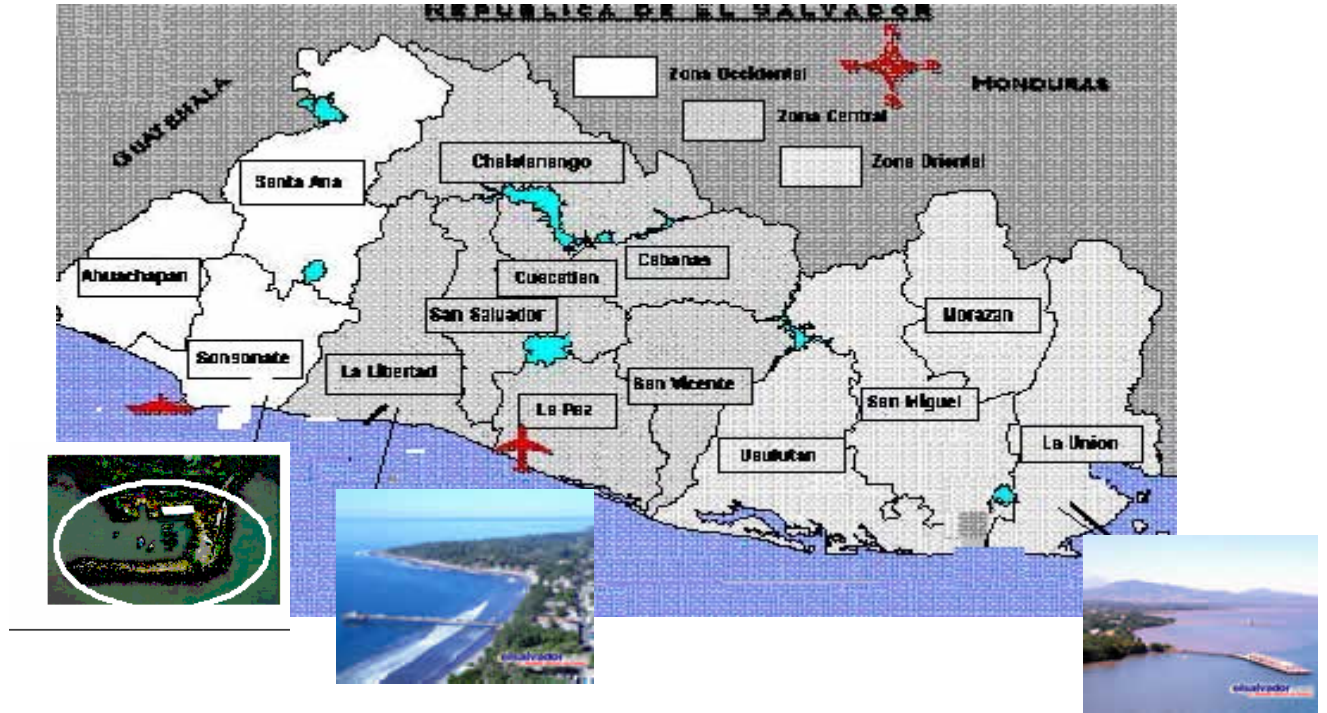 REPUBLICA DE EL SALVADOR
Zona Occidental
HONDURAS
Zona Central
GUATEMALA
Zona Oriental
Chalatenango
Santa Ana
Cabanas
Ahuachapan
Cuscatlan
San Salvador
Morazan
Sonsonate
La Libertad
San Vicente
San Miguel
La Paz
La Union
Usulutan
elsalvador
elsalvador